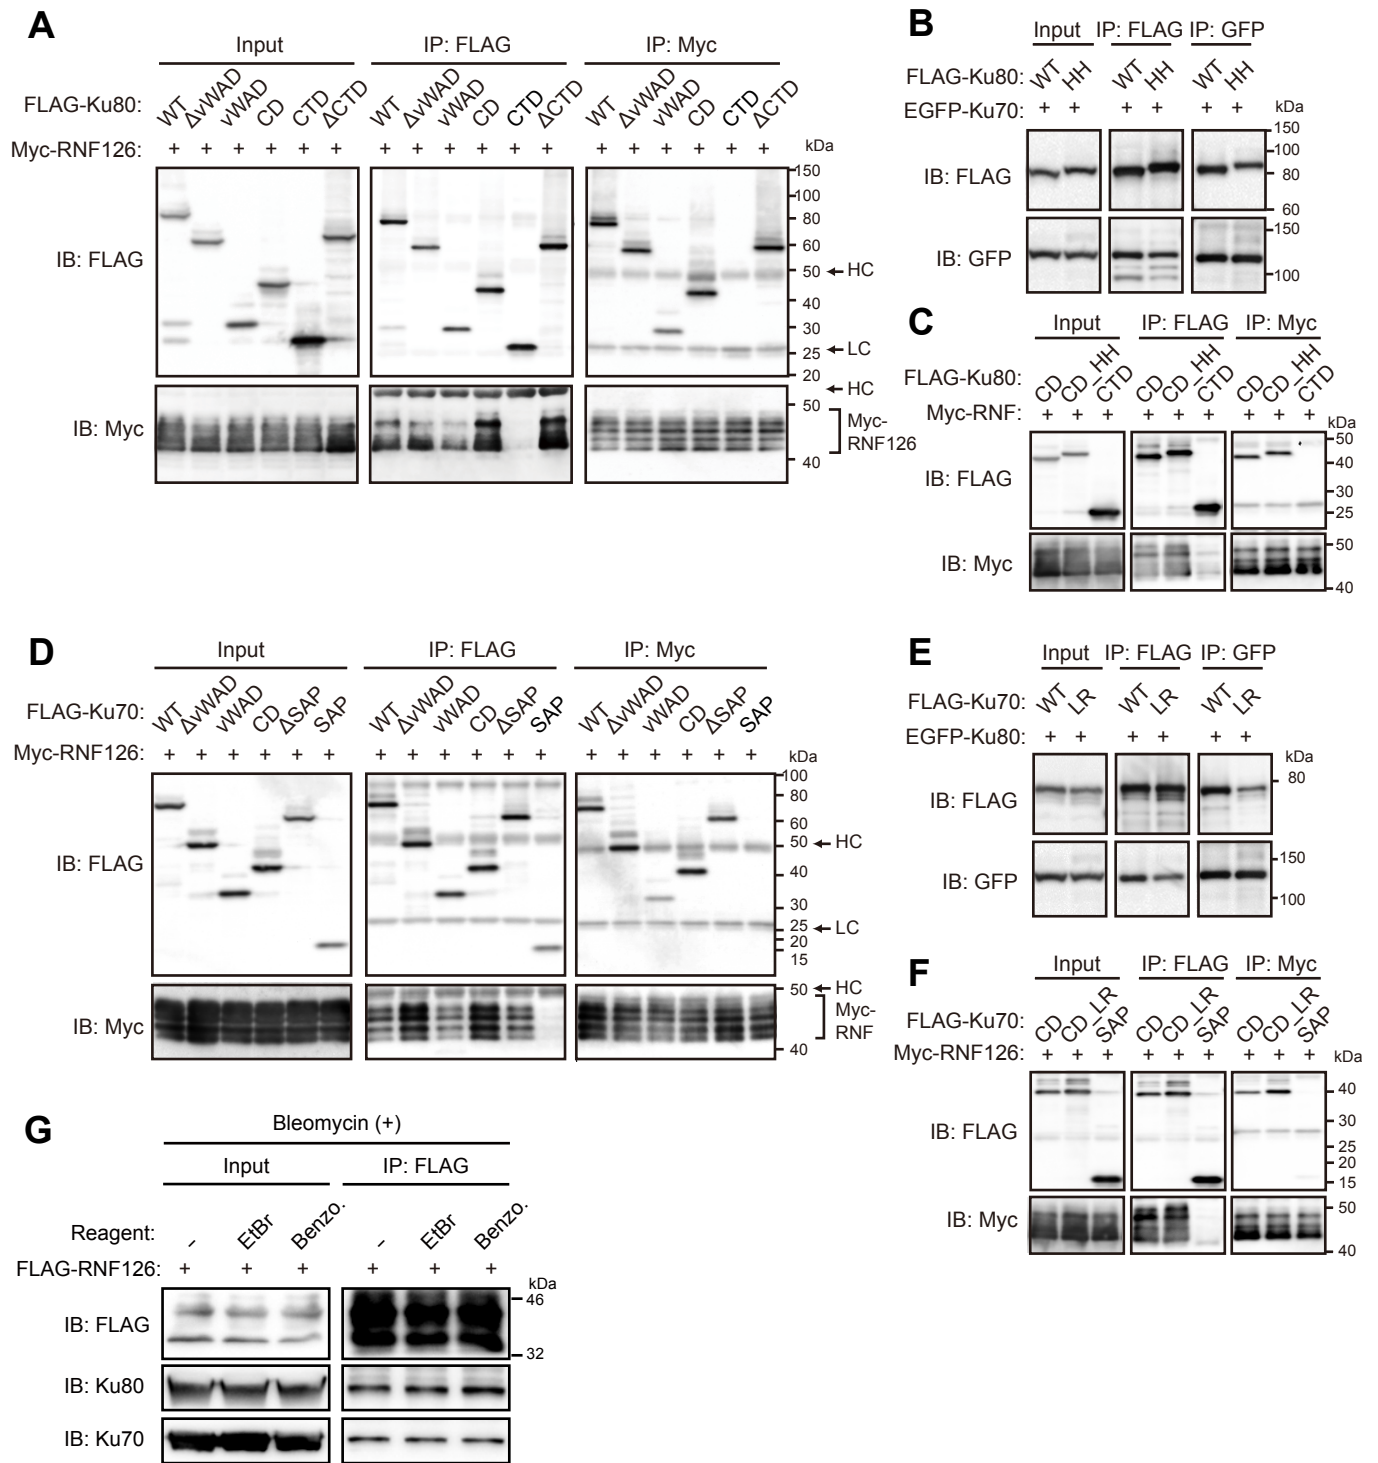 A
Input IP: FLAG IP: Myc
FLAG-Ku80: WT ΔvWAD vWAD CD CTD ΔCTD WT ΔvWAD vWAD CD CTD ΔCTD WT ΔvWAD vWAD CD CTD ΔCTD
Myc-RNF126: + + + + + + + + + + + + + + + + + + kDa
IB: FLAG
150
100
80
60
50 ← HC
40
30
25 ← LC
20
← HC
IB: Myc
50
Myc-
RNF126
40
B
Input IP: FLAG IP: GFP
FLAG-Ku80: WT HH WT HH WT HH
EGFP-Ku70: + + + + + + kDa
IB: FLAG
150
100
80
60
IB: GFP
150
100
C
Input IP: FLAG IP: Myc
FLAG-Ku80: CD CD_HH CTD CD CD_HH CTD CD CD_HH CTD
Myc-RNF: + + + + + + + + + kDa
IB: FLAG
50
40
30
25
IB: Myc
50
40
D
Input IP: FLAG IP: Myc
FLAG-Ku70: WT ΔvWAD vWAD CD ΔSAP SAP WT ΔvWAD vWAD CD ΔSAP SAP WT ΔvWAD vWAD CD ΔSAP SAP
Myc-RNF126: + + + + + + + + + + + + + + + + + + kDa
IB: FLAG
100
80
60
50 ← HC
40
30
25 ← LC
20
15
50 ← HC
IB: Myc
Myc-
RNF
40
E
Input IP: FLAG IP: GFP
FLAG-Ku70: WT LR WT LR WT LR
EGFP-Ku80: + + + + + +
kDa
IB: FLAG
80
IB: GFP
150
100
F
Input IP: FLAG IP: Myc
FLAG-Ku70: CD CD_LR SAP CD CD_LR SAP CD CD_LR SAP
Myc-RNF126: + + + + + + + + + kDa
IB: FLAG
40
30
25
20
15
IB: Myc
50
40
G
Bleomycin (+)
Input IP: FLAG
Reagent: - EtBr Benzo. - EtBr Benzo.
FLAG-RNF126: + + + + + +
kDa
IB: FLAG
46
32
IB: Ku80
IB: Ku70